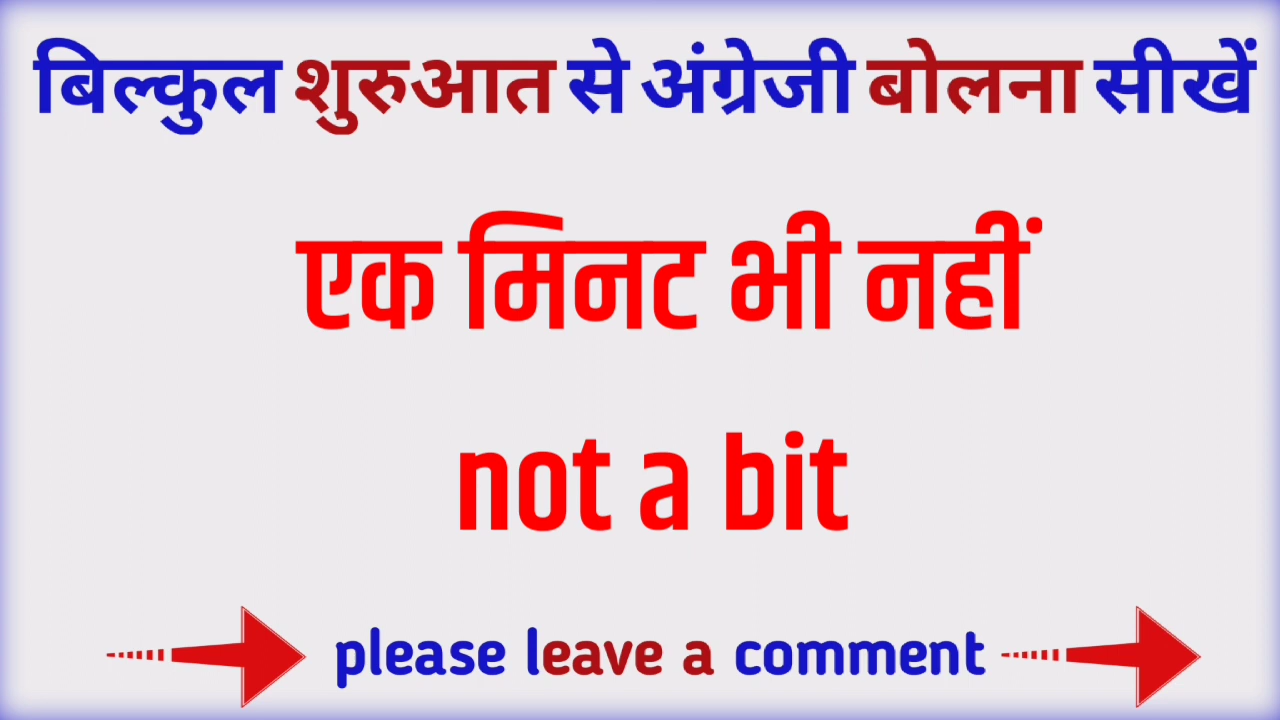 बिल्कुल शुरुआत से अंग्रेजी बोलना सीखें
एक मिनट भी नहीं
not a bit
please leave a comment